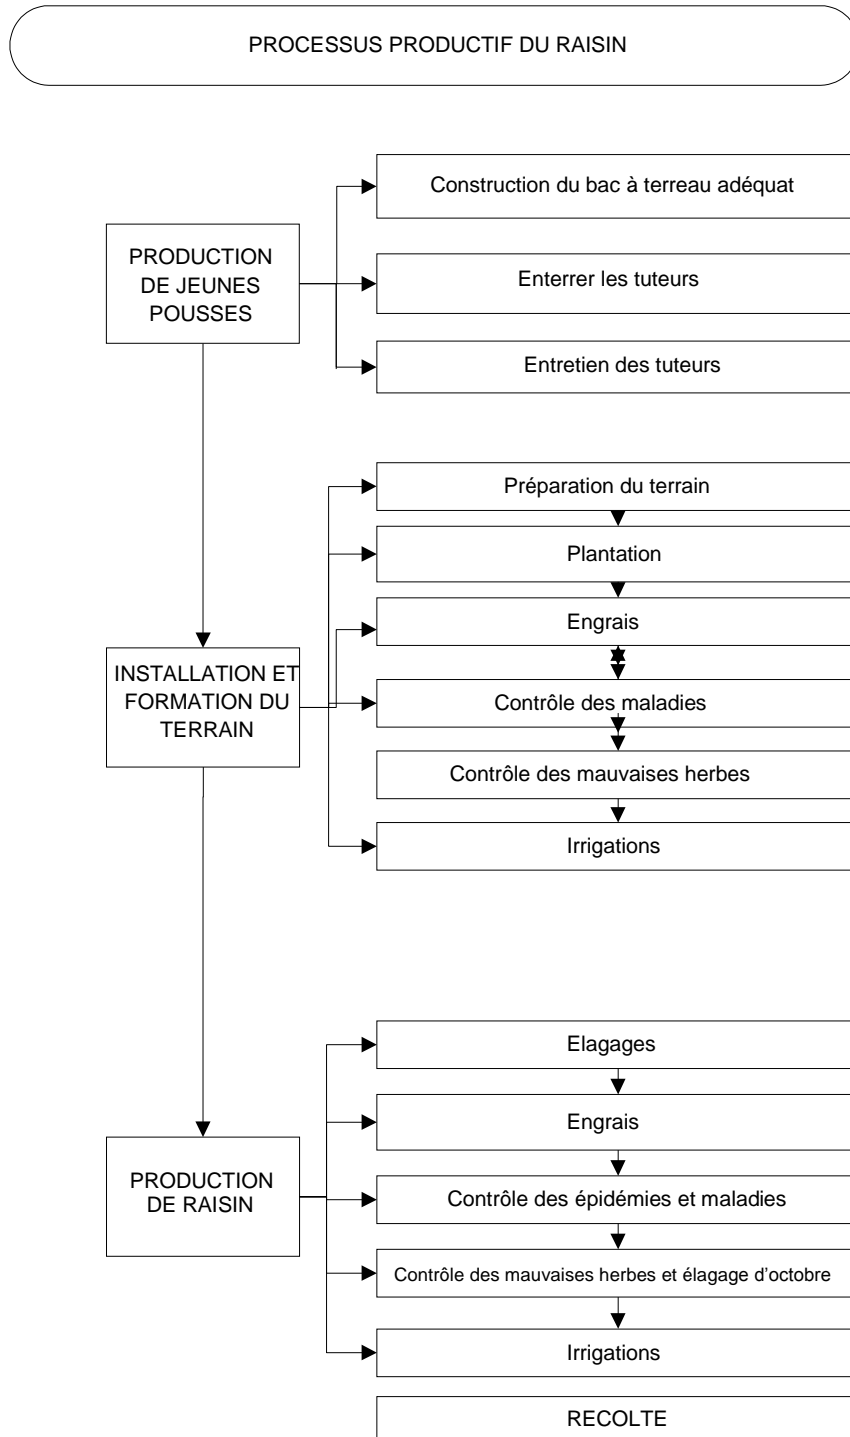 PROCESSUS PRODUCTIF DU RAISIN
PRODUCTION
DE JEUNES
POUSSES
Construction du bac à terreau adéquat
Enterrer les tuteurs
Entretien des tuteurs
INSTALLATION ET
FORMATION DU
TERRAIN
Préparation du terrain
Plantation
Engrais
Contrôle des maladies
Contrôle des mauvaises herbes
Irrigations
PRODUCTION
DE RAISIN
Elagages
Engrais
Contrôle des épidémies et maladies
Contrôle des mauvaises herbes et élagage d'octobre
Irrigations
RECOLTE